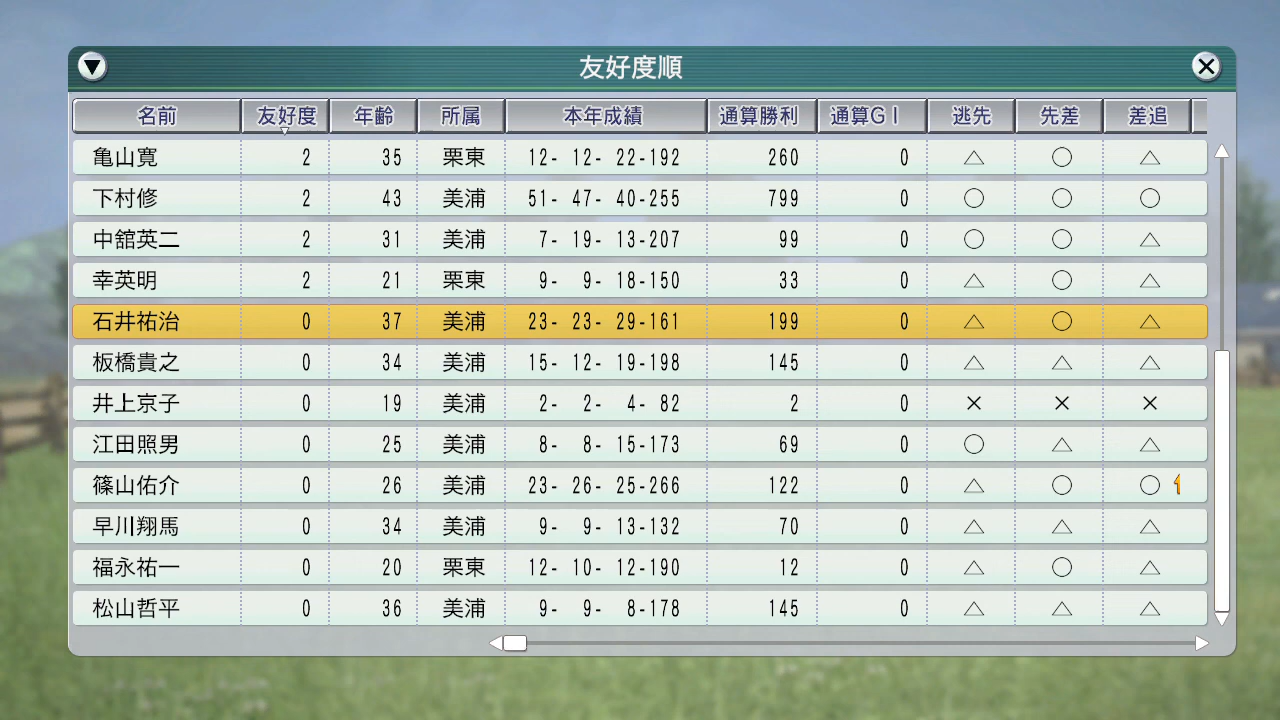 友好度順
名前 友好度 年齢 所属 本年成績 通算勝利 通算GⅠ 逃先 先差 差追
亀山寛 2 35 栗東 12- 12- 22-192 260 0 △ ○ △
下村修 2 43 美浦 51- 47- 40-255 799 0 ○ ○ ○
中舘英二 2 31 美浦 7- 19- 13-207 99 0 ○ ○ △
幸英明 2 21 栗東 9- 9- 18-150 33 0 △ ○ △
石井祐治 0 37 美浦 23- 23- 29-161 199 0 △ ○ △
板橋貴之 0 34 美浦 15- 12- 19-198 145 0 △ △ △
井上京子 0 19 美浦 2- 2- 4- 82 2 0 × × ×
江田照男 0 25 美浦 8- 8- 15-173 69 0 ○ △ △
篠山佑介 0 26 美浦 23- 26- 25-266 122 0 △ ○ ○
早川翔馬 0 34 美浦 9- 9- 13-132 70 0 △ △ △
福永祐一 0 20 栗東 12- 10- 12-190 12 0 △ ○ △
松山哲平 0 36 美浦 9- 9- 8-178 145 0 △ △ △